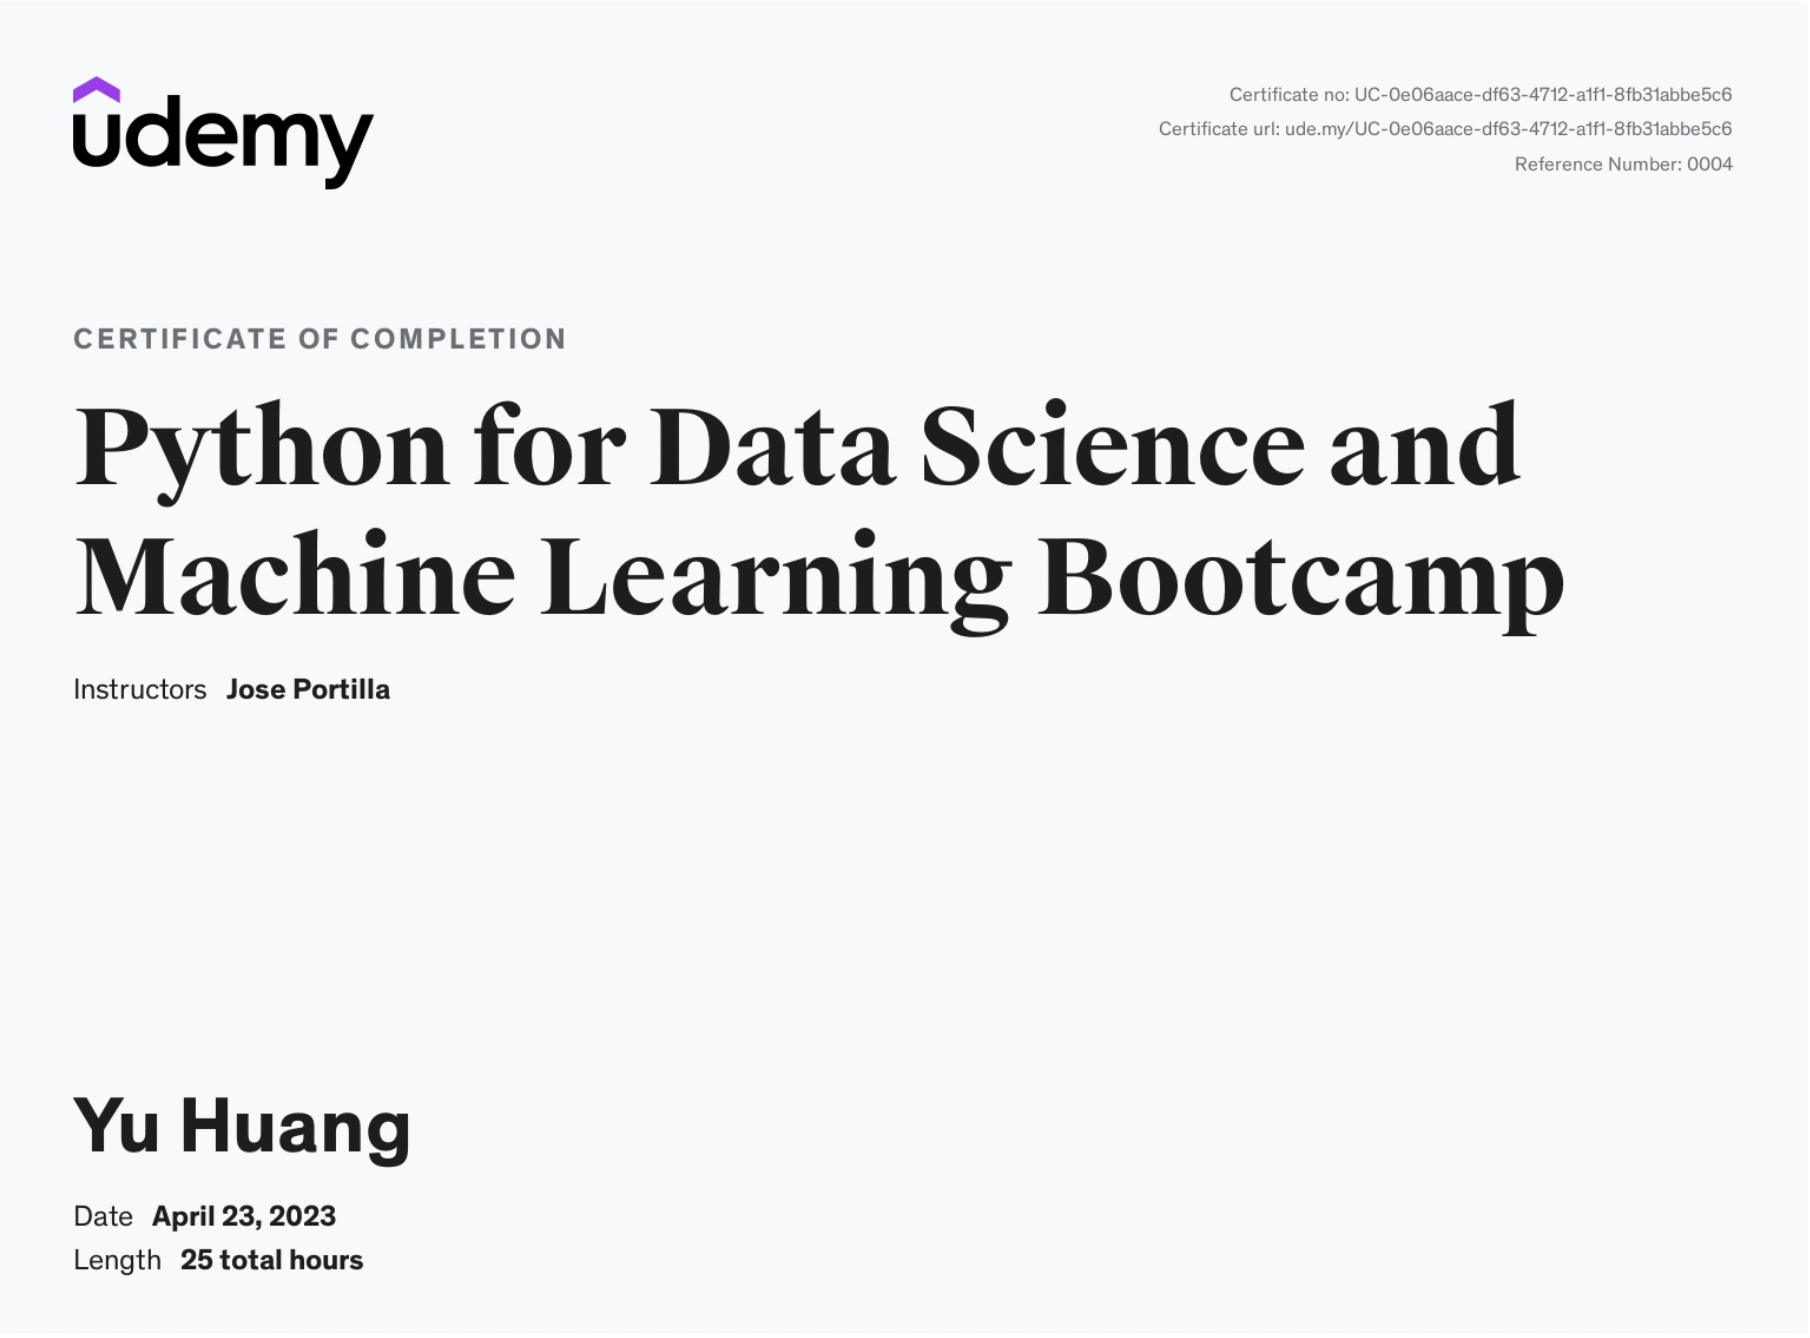 udemy
Certificate no: UC-0e06aace-df63-4712-a1f1-8fb31abbe5c6
Certificate url: ude.my/UC-0e06aace-df63-4712-a1f1-8fb31abbe5c6
Reference Number: 0004
CERTIFICATE OF COMPLETION
Python for Data Science and
Machine Learning Bootcamp
Instructors Jose Portilla
Yu Huang
Date April 23, 2023
Length 25 total hours